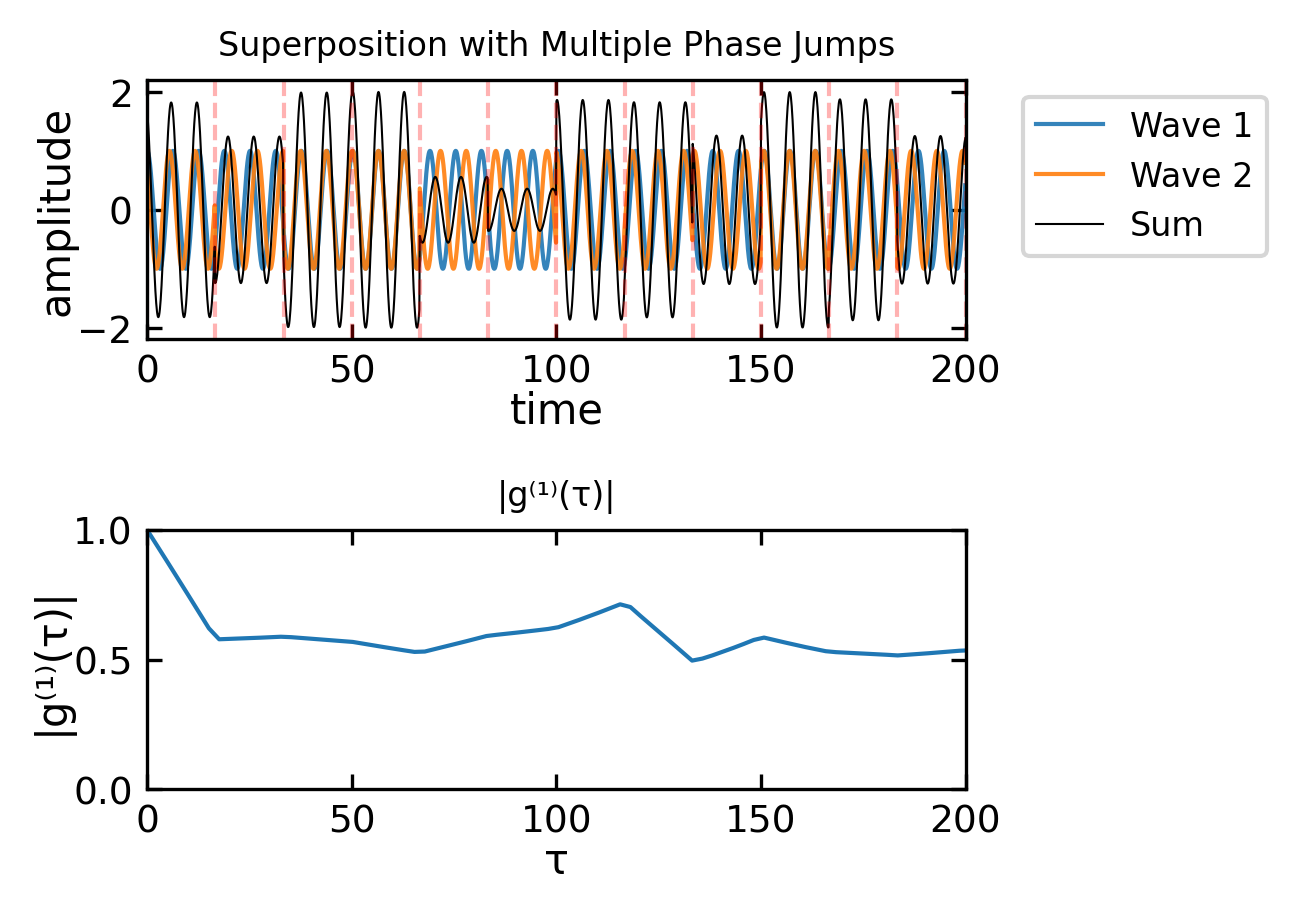 Superposition with Multiple Phase Jumps
amplitude
2
0
−2
0 50 100 150 200
time
Wave 1
Wave 2
Sum
|g⁽¹⁾(τ)|
|g⁽¹⁾(τ)|
1.0
0.5
0.0
0 50 100 150 200
τ